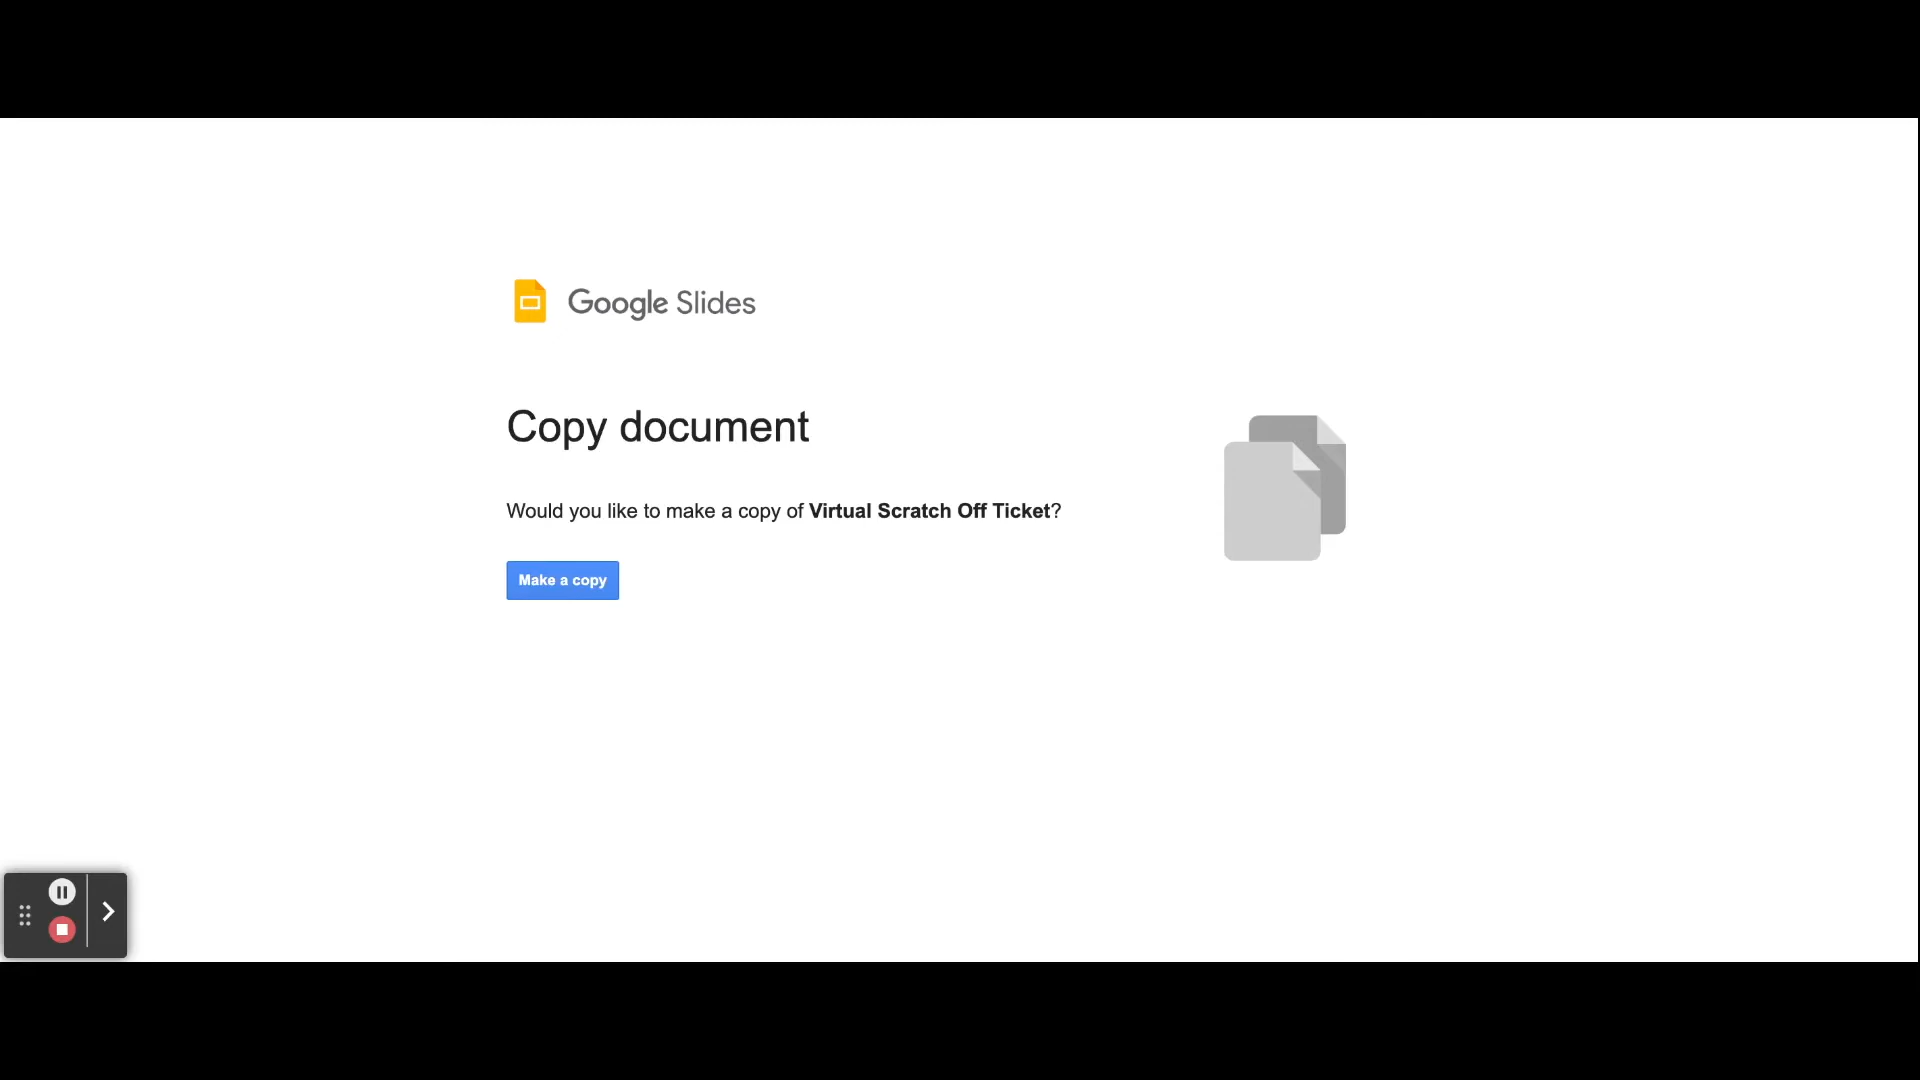 Google Slides
Copy document
Would you like to make a copy of Virtual Scratch Off Ticket?
Make a copy